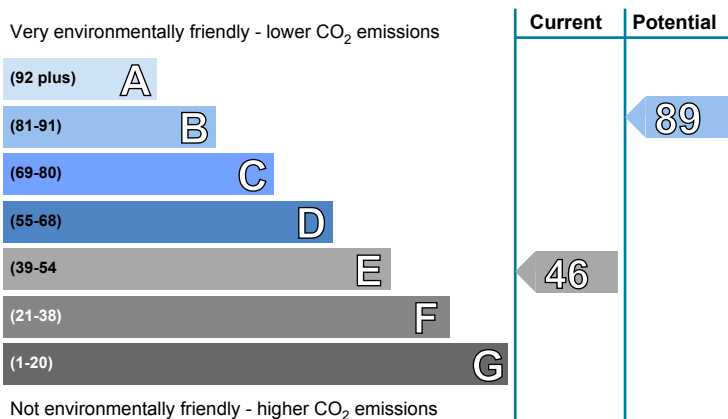 Current Potential
Very environmentally friendly - lower CO2 emissions
(92 plus) A
(81-91) B
89
(69-80) C
(55-68) D
(39-54 E
46
(21-38) F
(1-20) G
Not environmentally friendly - higher CO2 emissions